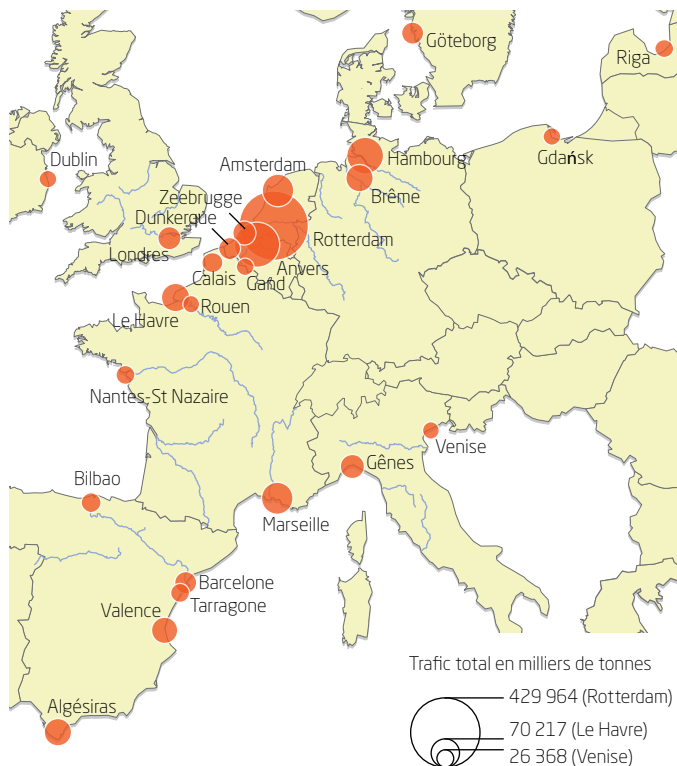 Göteborg
Riga
Dublin
Amsterdam
Hambourg
Gdańsk
Zeebrugge
Brême
Dunkerque
Rotterdam
Londres
Anvers
Calais
Gand
Rouen
Le Havre
Nantes-St Nazaire
Venise
Gênes
Bilbao
Marseille
Barcelone
Tarragone
Valence
Algésiras
Trafic total en milliers de tonnes
429 964 (Rotterdam)
70 217 (Le Havre)
26 368 (Venise)